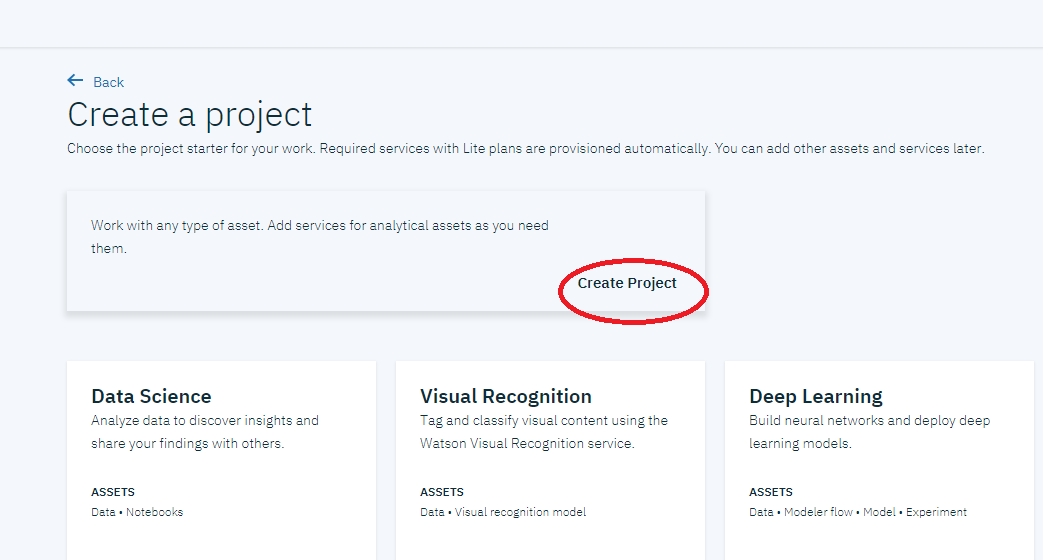 Back
Create a project
Choose the project starter for your work. Required services with Lite plans are provisioned automatically. You can add other assets and services later.
Work with any type of asset. Add services for analytical assets as you need
them.
Create Project
Data Science
Analyze data to discover insights and
share your findings with others.
ASSETS
Data • Notebooks
Visual Recognition
Tag and classify visual content using the
Watson Visual Recognition service.
ASSETS
Data • Visual recognition model
Deep Learning
Build neural networks and deploy deep
learning models.
ASSETS
Data • Modeler flow • Model • Experiment